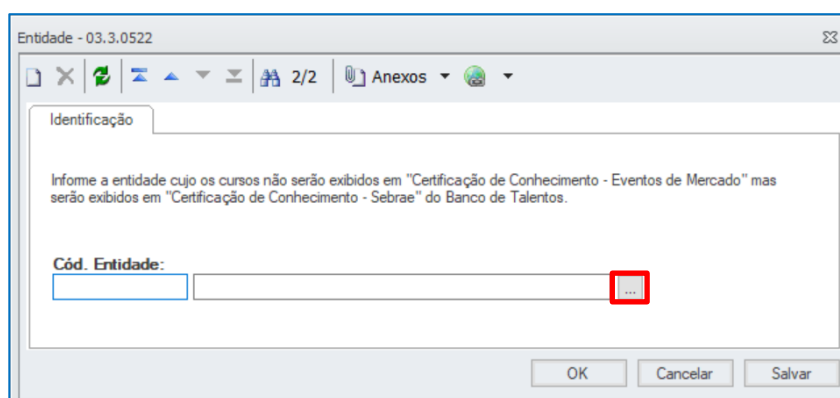 Entidade - 03.3.0522
2/2 Anexos
Identificação
Informe a entidade cujo os cursos não serão exibidos em "Certificação de Conhecimento - Eventos de Mercado" mas
serão exibidos em "Certificação de Conhecimento - Sebrae" do Banco de Talentos.
Cód. Entidade:
...
OK Cancelar Salvar